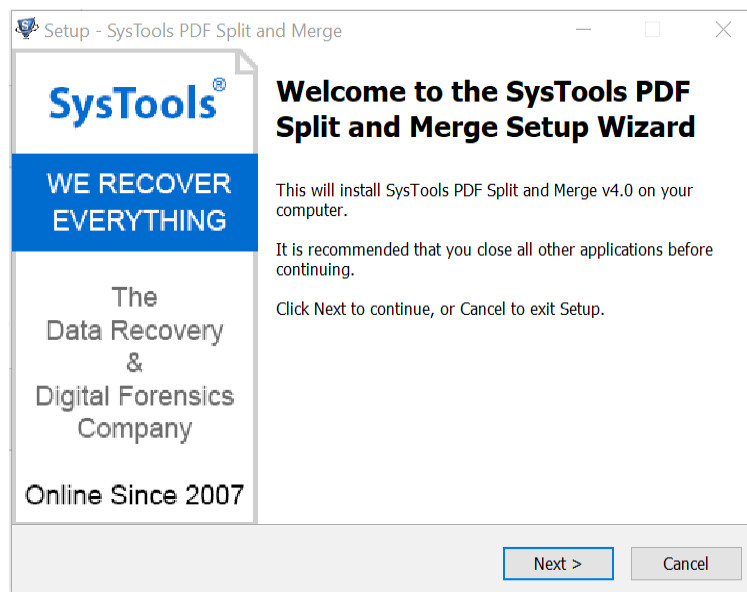 Setup - SysTools PDF Split and Merge
SysTools®
WE RECOVER
EVERYTHING
The
Data Recovery
&
Digital Forensics
Company
Online Since 2007
Welcome to the SysTools PDF
Split and Merge Setup Wizard
This will install SysTools PDF Split and Merge v4.0 on your
computer.
It is recommended that you close all other applications before
continuing.
Click Next to continue, or Cancel to exit Setup.
Next >
Cancel